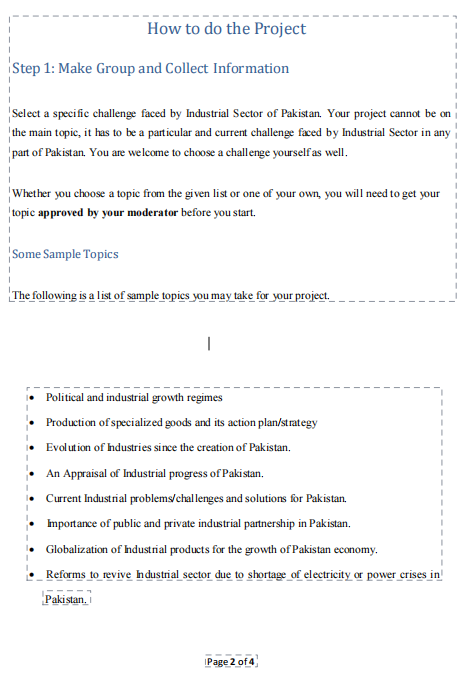 How to do the Project
Step 1: Make Group and Collect Information
Select a specific challenge faced by Industrial Sector of Pakistan. Your project cannot be on
the main topic, it has to be a particular and current challenge faced by Industrial Sector in any
part of Pakistan. You are welcome to choose a challenge yourself as well.
Whether you choose a topic from the given list or one of your own, you will need to get your
topic approved by your moderator before you start.
Some Sample Topics
The following is a list of sample topics you may take for your project.
• Political and industrial growth regimes
• Production of specialized goods and its action plan/strategy
• Evolution of Industries since the creation of Pakistan.
• An Appraisal of Industrial progress of Pakistan.
• Current Industrial problems/challenges and solutions for Pakistan.
• Importance of public and private industrial partnership in Pakistan.
• Globalization of Industrial products for the growth of Pakistan economy.
• Reforms to revive Industrial sector due to shortage of electricity or power crises in
Pakistan.
Page 2 of 4